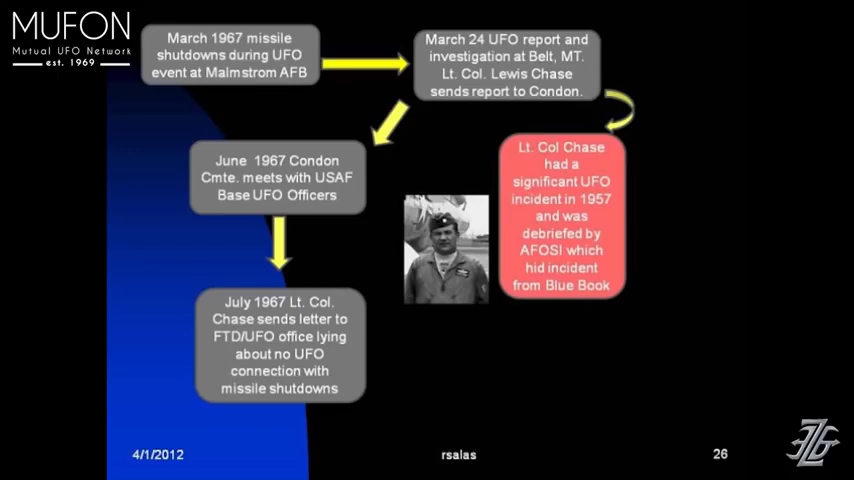 MUFON
Mutual UFO Network
est. 1969
March 1967 missile
shutdowns during UFO
event at Malmstrom AFB
March 24 UFO report and
investigation at Belt, MT.
Lt. Col. Lewis Chase
sends report to Condon.
June 1967 Condon
Cmte. meets with USAF
Base UFO Officers
Lt. Col Chase
had a
significant UFO
incident in 1957
and was
debriefed by
AFOSI which
hid incident
from Blue Book
July 1967 Lt. Col.
Chase sends letter to
FTD/UFO office lying
about no UFO
connection with
missile shutdowns
4/1/2012
rsalas
26